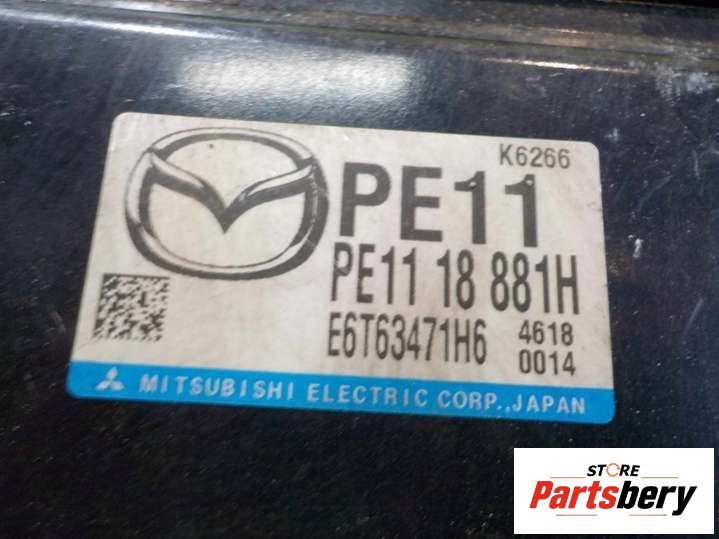 K6266
PE11
PE11 18 881H
E6T63471H6 4618
0014
MITSUBISHI ELECTRIC CORP., JAPAN
STORE
Partsbery